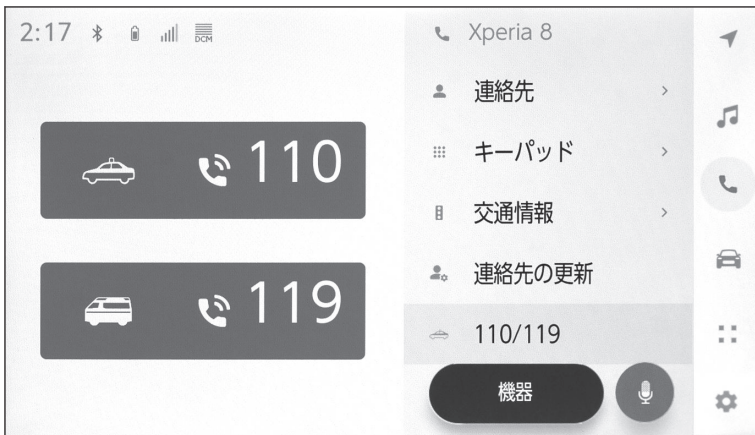 2:17
DCM
110
119
Xperia 8
連絡先
キーパッド
交通情報
連絡先の更新
110/119
機器